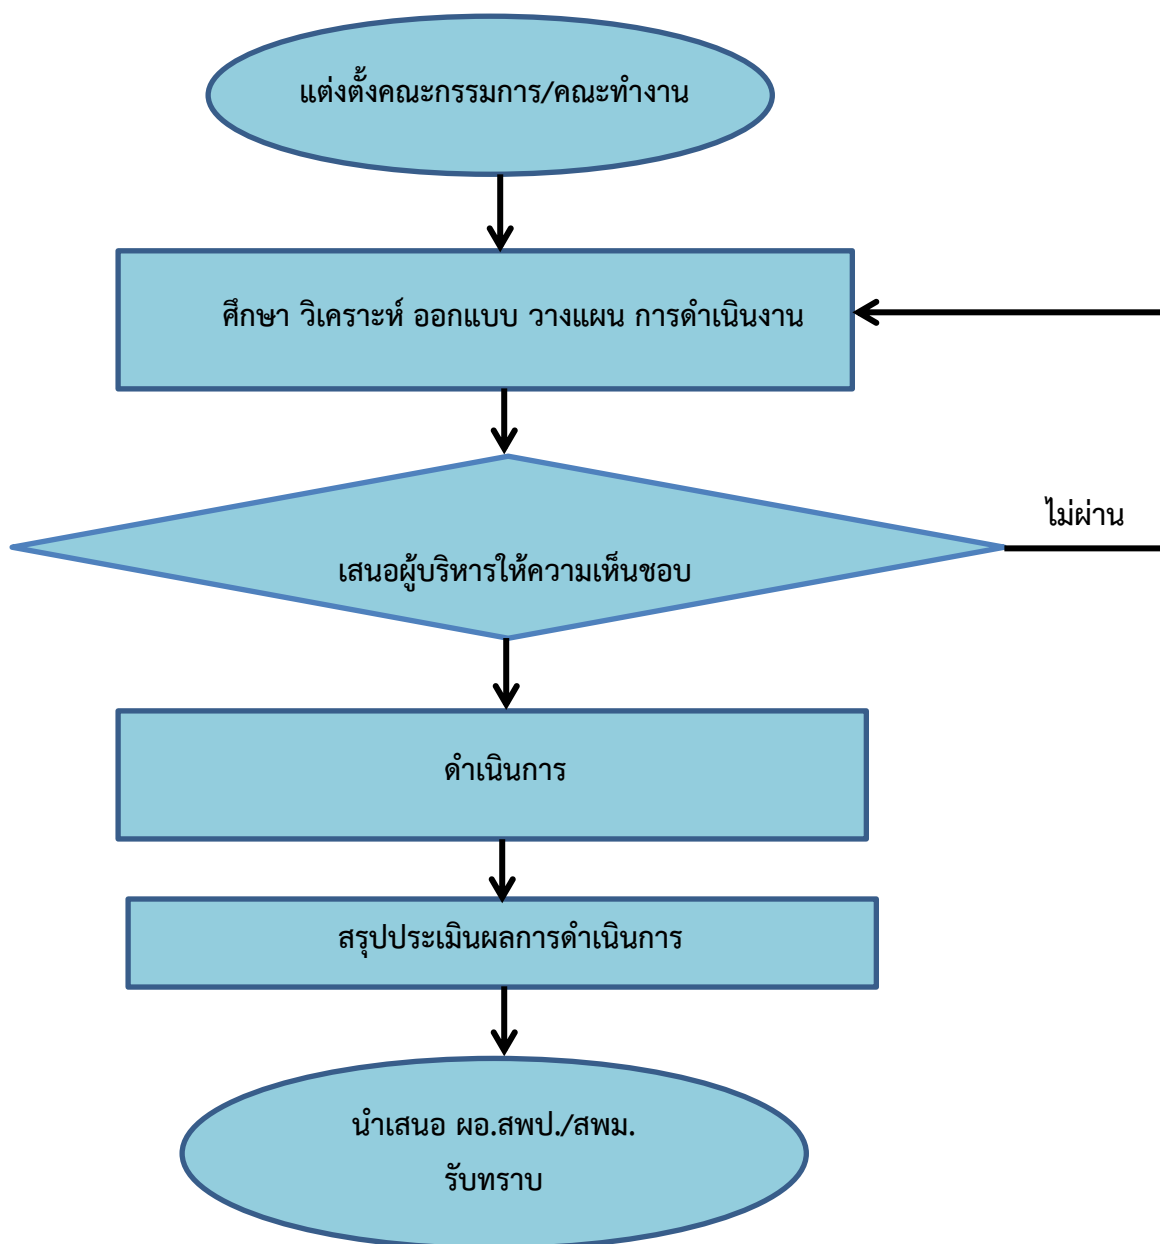 แต่งตั้งคณะกรรมการ/คณะทำงาน
ศึกษา วิเคราะห์ ออกแบบ วางแผน การดำเนินงาน
ไม่ผ่าน
เสนอผู้บริหารให้ความเห็นชอบ
ดำเนินการ
สรุปประเมินผลการดำเนินการ
นำเสนอ ผอ.สพป./สพม.
รับทราบ